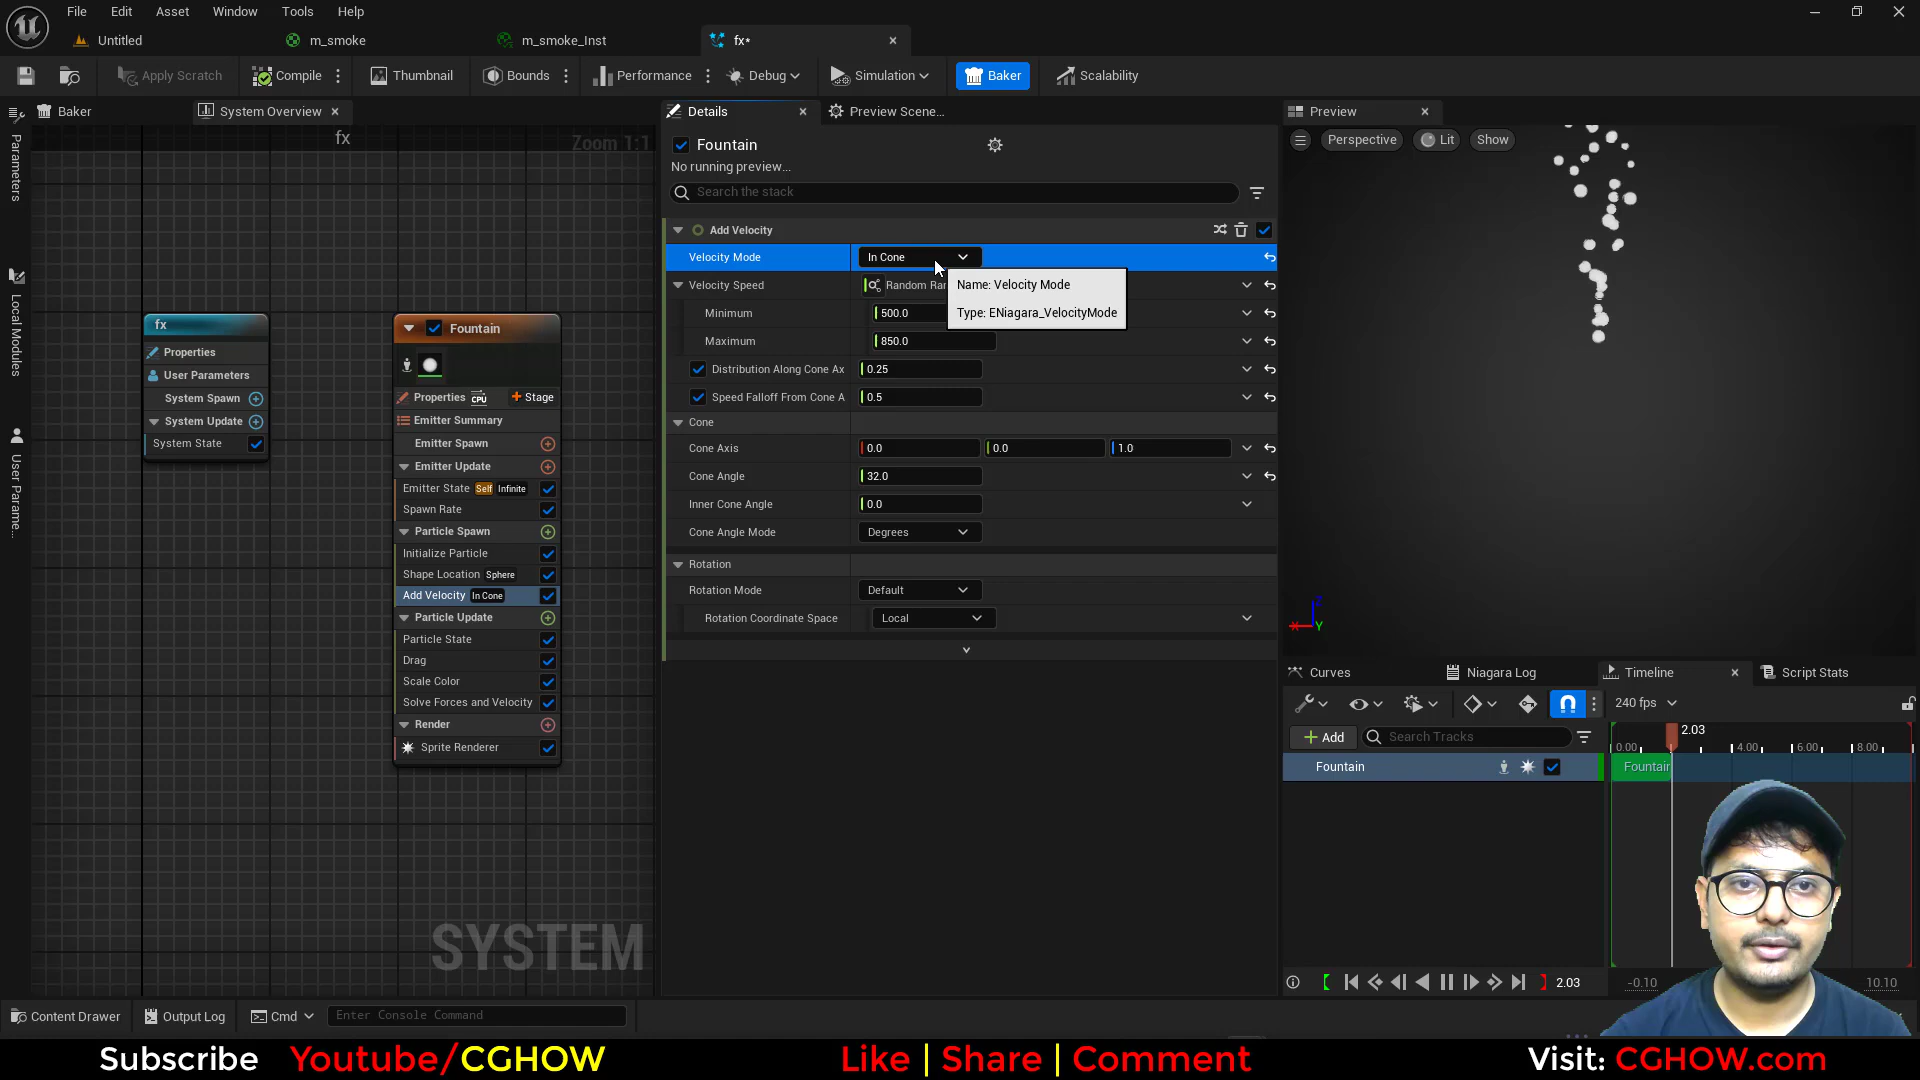 File Edit Asset Window Tools Help
Untitled m_smoke m_smoke_Inst fx*
Apply Scratch Compile Thumbnail Bounds Performance Debug Simulation Baker Scalability
Baker System Overview Details Preview Scene... Preview
fx Zoom 1:1
Parameters
Local Modules
User Parame...
fx
Properties
User Parameters
System Spawn
System Update
System State
Fountain
Properties CPU + Stage
Emitter Summary
Emitter Spawn
Emitter Update
Emitter State Self Infinite
Spawn Rate
Particle Spawn
Initialize Particle
Shape Location Sphere
Add Velocity In Cone
Particle Update
Particle State
Drag
Scale Color
Solve Forces and Velocity
Render
Sprite Renderer
SYSTEM
Fountain
No running preview...
Search the stack
Add Velocity
Velocity Mode In Cone
Velocity Speed Random Ran
Name: Velocity Mode
Type: ENiagara_VelocityMode
Minimum 500.0
Maximum 850.0
Distribution Along Cone Ax 0.25
Speed Falloff From Cone A 0.5
Cone
Cone Axis 0.0 0.0 1.0
Cone Angle 32.0
Inner Cone Angle 0.0
Cone Angle Mode Degrees
Rotation
Rotation Mode Default
Rotation Coordinate Space Local
Perspective Lit Show
Z
X Y
Curves Niagara Log Timeline Script Stats
240 fps
+ Add Search Tracks
2.03
0.00 4.00 6.00 8.00
Fountain Fountain
2.03 -0.10 10.10
Content Drawer Output Log Cmd Enter Console Command
Subscribe Youtube/CGHOW Like | Share | Comment Visit: CGHOW.com